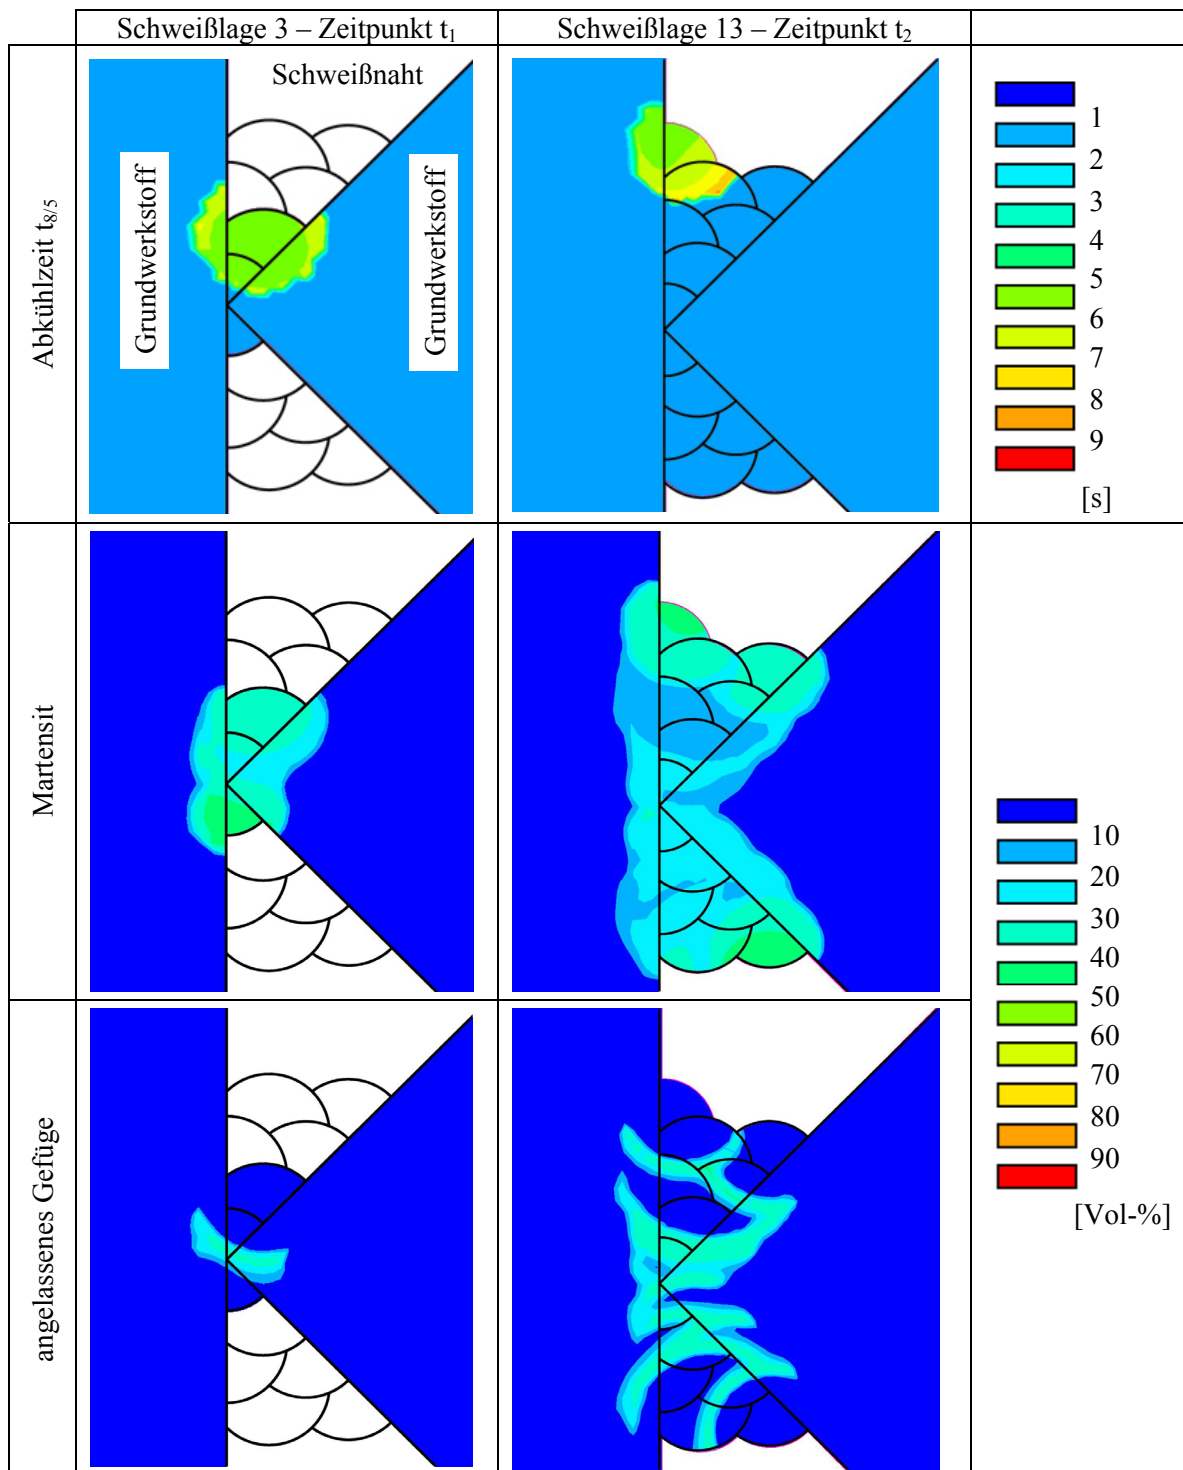 Schweißlage 3 – Zeitpunkt t1
Schweißlage 13 – Zeitpunkt t2
Abkühlzeit t8/5
Schweißnaht
Grundwerkstoff
Grundwerkstoff
1
2
3
4
5
6
7
8
9
[s]
Martensit
angelassenes Gefüge
10
20
30
40
50
60
70
80
90
[Vol-%]